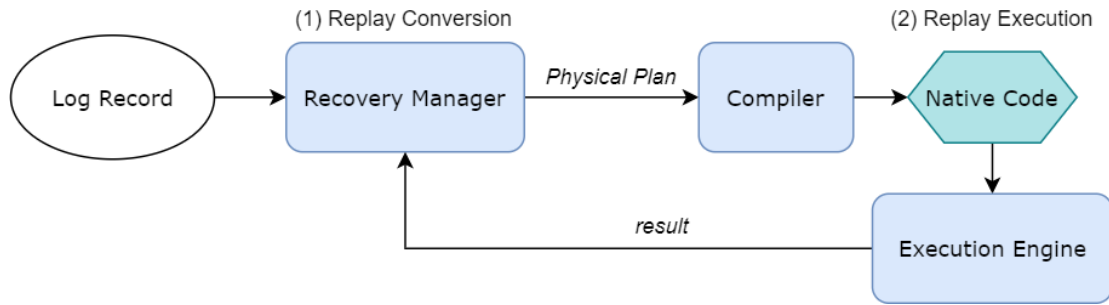 (1) Replay Conversion
(2) Replay Execution
Log Record
Recovery Manager
Physical Plan
Compiler
Native Code
result
Execution Engine